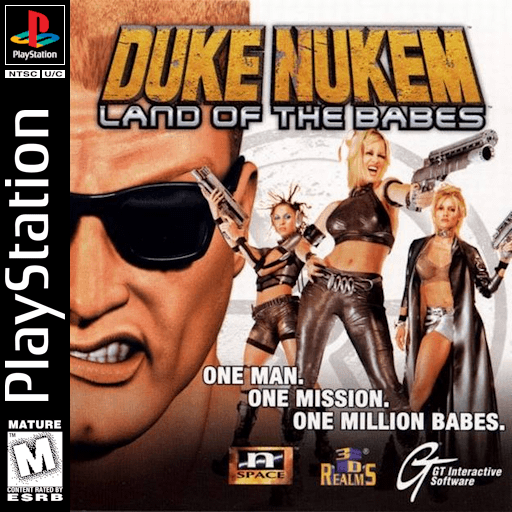 PlayStation
NTSC U/C
PlayStation
MATURE
M
CONTENT RATED BY
ESRB
DUKE NUKEM
LAND OF THE BABES
ONE MAN.
ONE MISSION.
ONE MILLION BABES.
n
SPACE
3D
REALMS
GT GT Interactive
Software